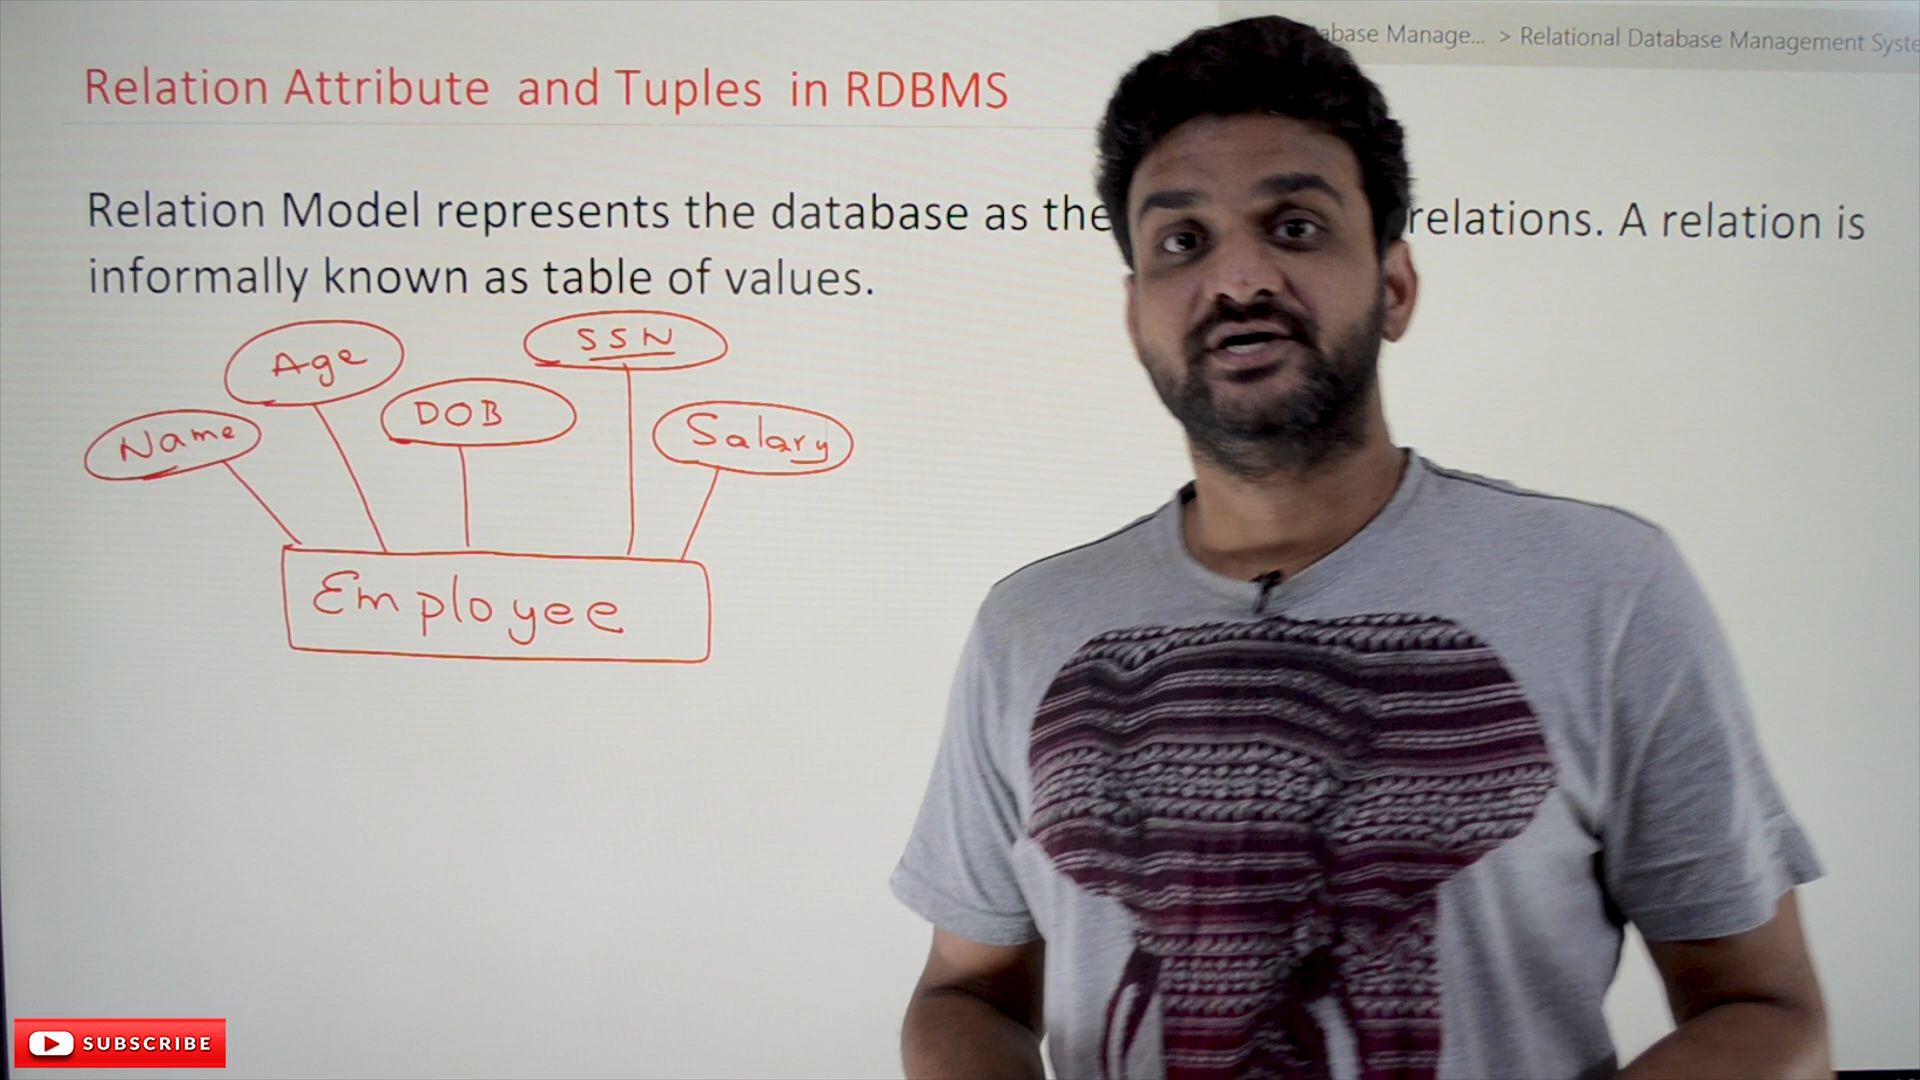 abase Manage... > Relational Database Management Syste
Relation Attribute and Tuples in RDBMS
Relation Model represents the database as the relations. A relation is
informally known as table of values.
Age
SSN
Name
DOB
Salary
Employee
SUBSCRIBE